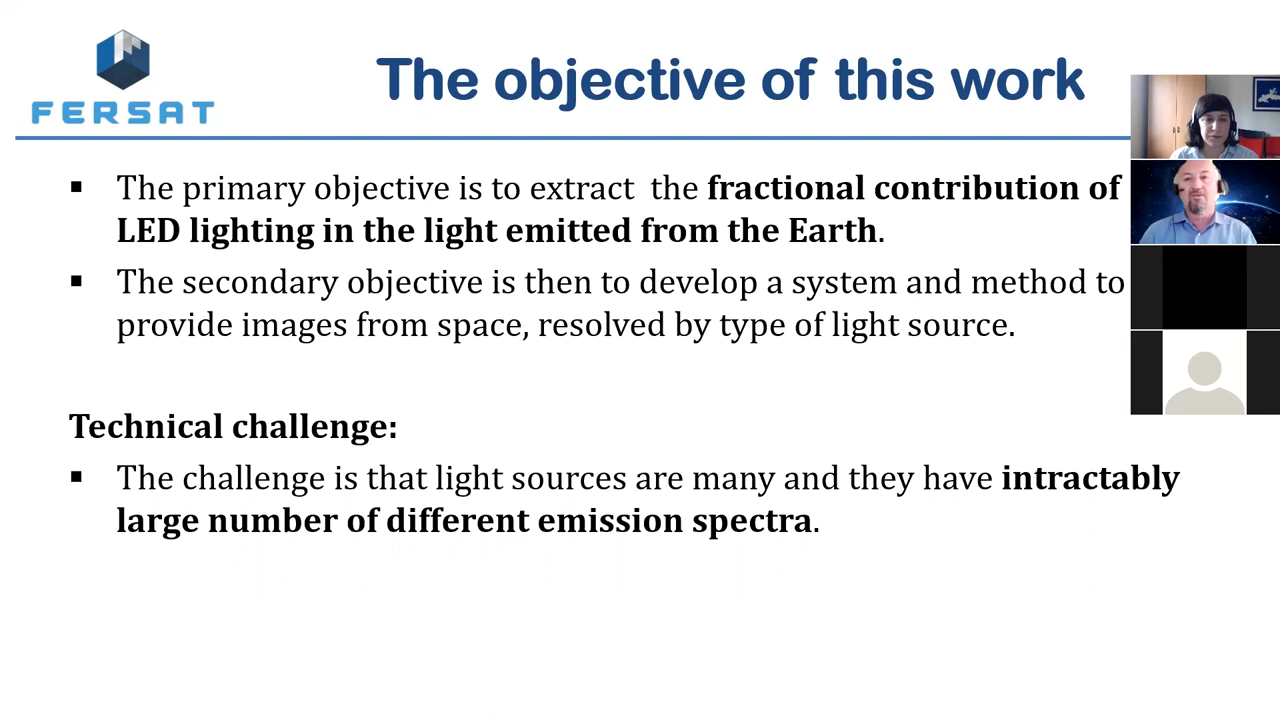 FERSAT
The objective of this work
▪ The primary objective is to extract the fractional contribution of
LED lighting in the light emitted from the Earth.
▪ The secondary objective is then to develop a system and method to
provide images from space, resolved by type of light source.
Technical challenge:
▪ The challenge is that light sources are many and they have intractably
large number of different emission spectra.